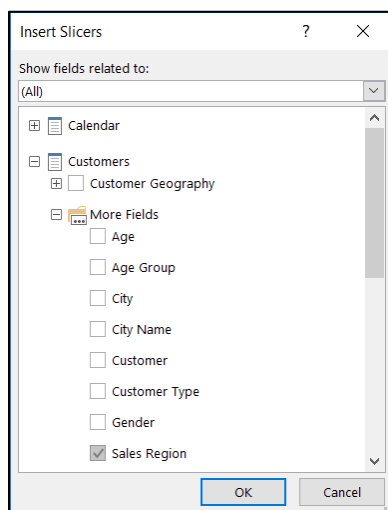 Insert Slicers
Show fields related to:
(All)
Calendar
Customers
Customer Geography
More Fields
Age
Age Group
City
City Name
Customer
Customer Type
Gender
Sales Region
OK Cancel